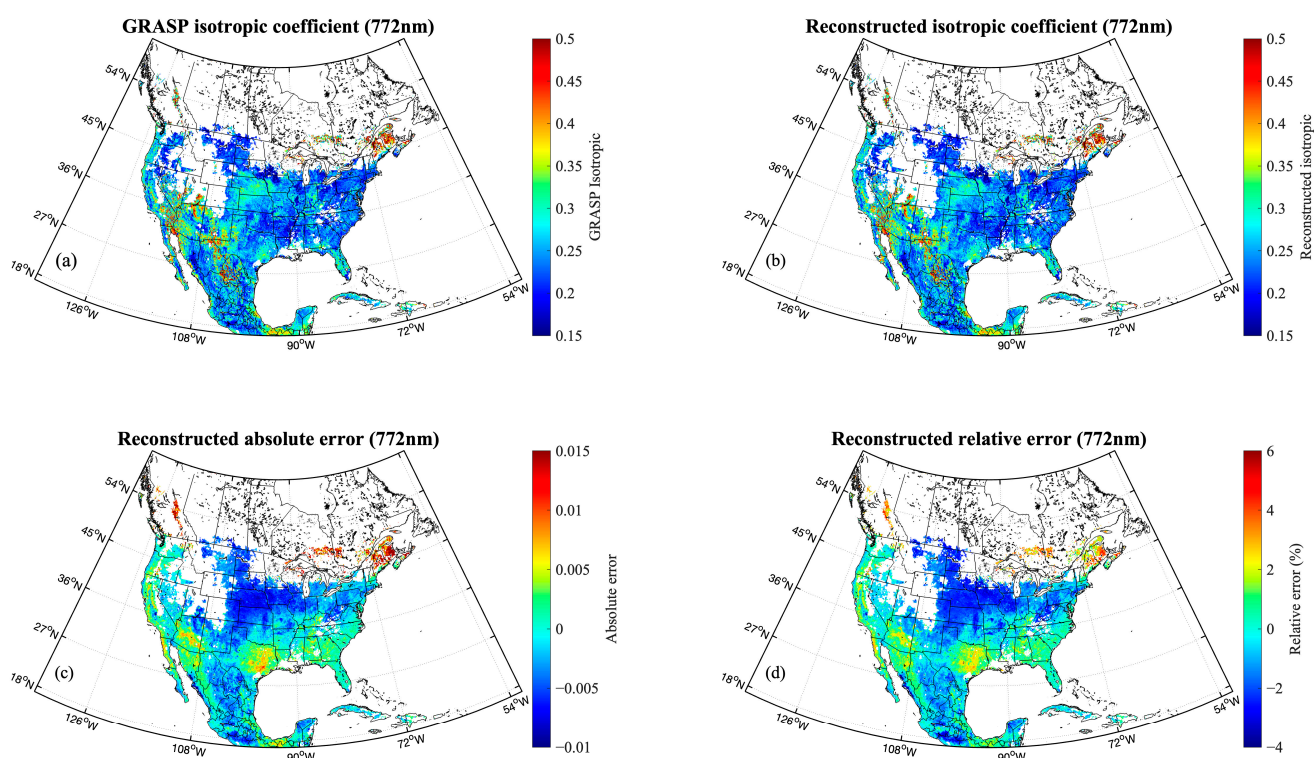 GRASP isotropic coefficient (772nm)
54°N
45°N
36°N
27°N
18°N
126°W
108°W
90°W
72°W
54°W
(a)
0.5
0.45
0.4
0.35
0.3
0.25
0.2
0.15
GRASP Isotropic
Reconstructed isotropic coefficient (772nm)
54°N
45°N
36°N
27°N
18°N
126°W
108°W
90°W
72°W
54°W
(b)
0.5
0.45
0.4
0.35
0.3
0.25
0.2
0.15
Reconstructed isotropic
Reconstructed absolute error (772nm)
54°N
45°N
36°N
27°N
18°N
126°W
108°W
90°W
72°W
54°W
(c)
0.015
0.01
0.005
0
−0.005
−0.01
Absolute error
Reconstructed relative error (772nm)
54°N
45°N
36°N
27°N
18°N
126°W
108°W
90°W
72°W
54°W
(d)
6
4
2
0
−2
−4
Relative error (%)